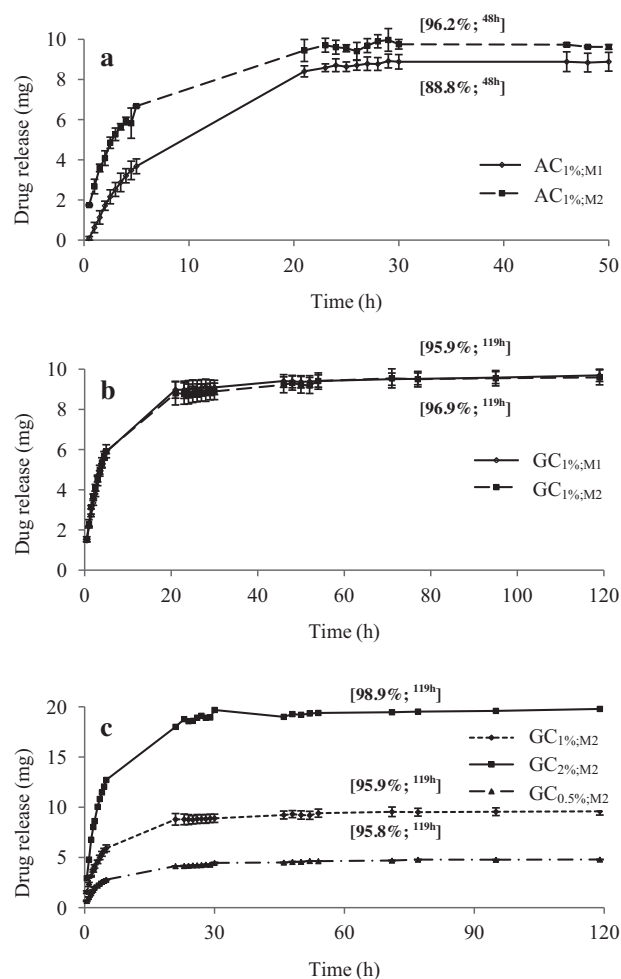 a
[96.2%; 48h]
[88.8%; 48h]
Drug release (mg)
10
8
6
4
2
0
AC1%;M1
AC1%;M2
0 10 20 30 40 50
Time (h)
b
[95.9%; 119h]
[96.9%; 119h]
Dug release (mg)
10
8
6
4
2
0
GC1%;M1
GC1%;M2
0 20 40 60 80 100 120
Time (h)
c
[98.9%; 119h]
[95.9%; 119h]
[95.8%; 119h]
Drug release (mg)
20
15
10
5
0
GC1%;M2
GC2%;M2
GC0.5%;M2
0 30 60 90 120
Time (h)